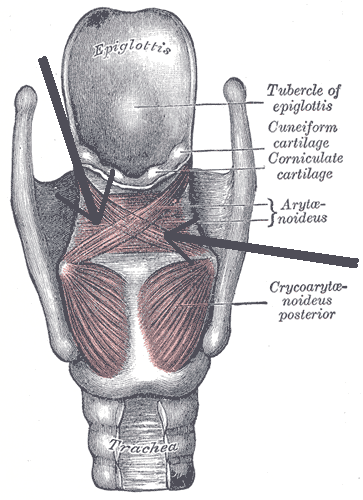 Epiglottis
Tubercle of
epiglottis
Cuneiform
cartilage
Corniculate
cartilage
Arytæ-
noideus
Crycoarytæ-
noideus
posterior
Trachea